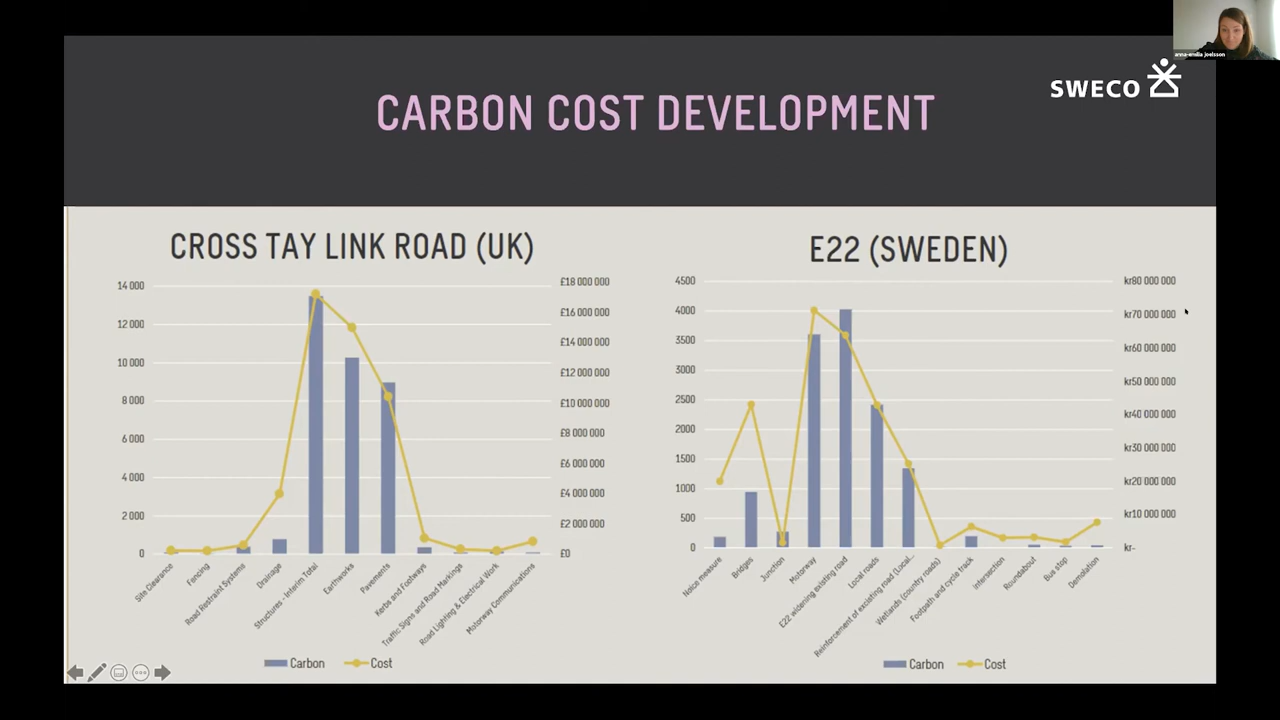 anna-emilia joelsson
SWECO
CARBON COST DEVELOPMENT
CROSS TAY LINK ROAD (UK)
14 000
12 000
10 000
8 000
6 000
4 000
2 000
0
£18 000 000
£16 000 000
£14 000 000
£12 000 000
£10 000 000
£8 000 000
£6 000 000
£4 000 000
£2 000 000
£0
Site Clearance
Fencing
Road Restraint Systems
Drainage
Structures - Interim Total
Earthworks
Pavements
Kerbs and Footways
Traffic Signs and Road Markings
Road Lighting & Electrical Work
Motorway Communications
Carbon
Cost
E22 (SWEDEN)
4500
4000
3500
3000
2500
2000
1500
1000
500
0
kr80 000 000
kr70 000 000
kr60 000 000
kr50 000 000
kr40 000 000
kr30 000 000
kr20 000 000
kr10 000 000
kr-
Noice measure
Bridges
Junction
Motorway
E22 widening existing road
Local roads
Reinforcement of excisting road (Local...
Wetlands (country roads)
Footpath and cycle track
Intersection
Roundabout
Bus stop
Demolation
Carbon
Cost